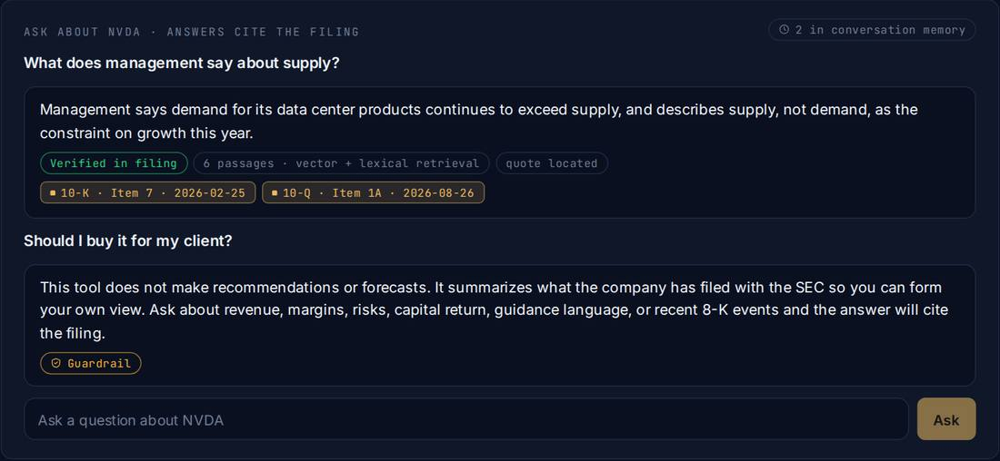 ASK ABOUT NVDA · ANSWERS CITE THE FILING
2 in conversation memory
What does management say about supply?
Management says demand for its data center products continues to exceed supply, and describes supply, not demand, as the
constraint on growth this year.
Verified in filing
6 passages · vector + lexical retrieval
quote located
10-K · Item 7 · 2026-02-25
10-Q · Item 1A · 2026-08-26
Should I buy it for my client?
This tool does not make recommendations or forecasts. It summarizes what the company has filed with the SEC so you can form
your own view. Ask about revenue, margins, risks, capital return, guidance language, or recent 8-K events and the answer will cite
the filing.
Guardrail
Ask a question about NVDA
Ask